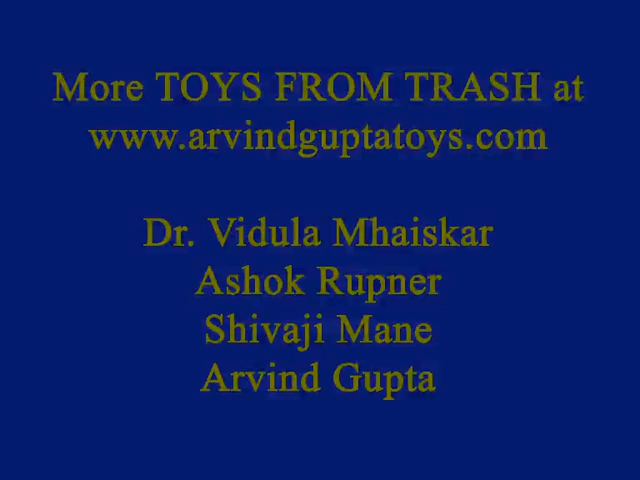 More TOYS FROM TRASH at
www.arvindguptatoys.com
Dr. Vidula Mhaiskar
Ashok Rupner
Shivaji Mane
Arvind Gupta